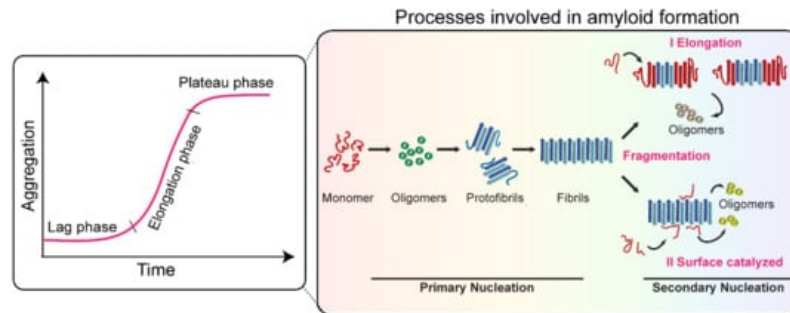 Processes involved in amyloid formation
Aggregation
Time
Lag phase
Elongation phase
Plateau phase
Monomer
Oligomers
Protofibrils
Fibrils
I Elongation
Oligomers
Fragmentation
Oligomers
II Surface catalyzed
Primary Nucleation
Secondary Nucleation